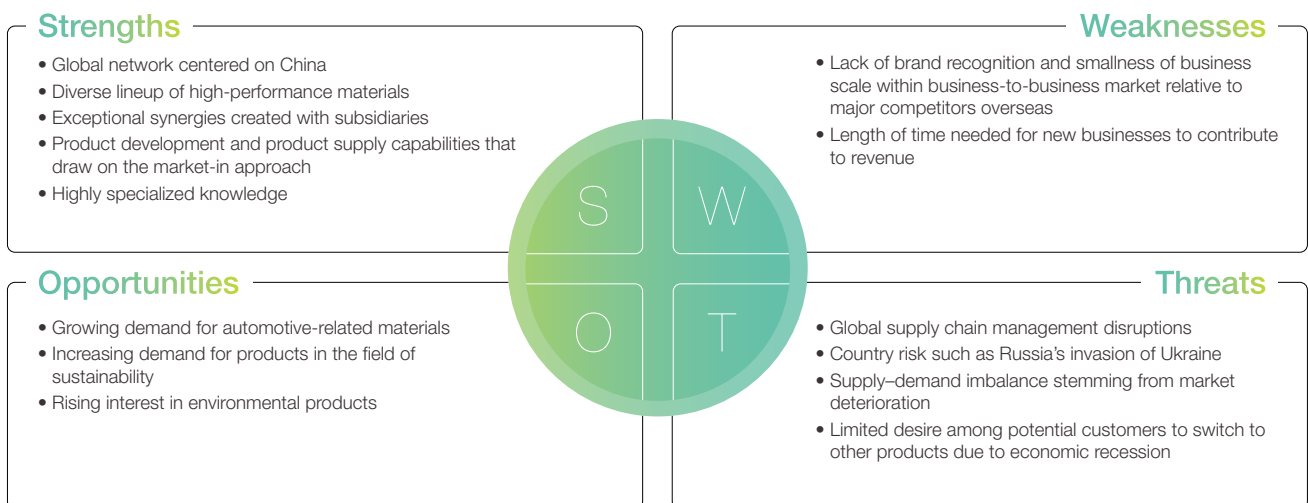 Strengths
• Global network centered on China
• Diverse lineup of high-performance materials
• Exceptional synergies created with subsidiaries
• Product development and product supply capabilities that
draw on the market-in approach
• Highly specialized knowledge
Weaknesses
• Lack of brand recognition and smallness of business
scale within business-to-business market relative to
major competitors overseas
• Length of time needed for new businesses to contribute
to revenue
S
W
O
T
Opportunities
• Growing demand for automotive-related materials
• Increasing demand for products in the field of
sustainability
• Rising interest in environmental products
Threats
• Global supply chain management disruptions
• Country risk such as Russia’s invasion of Ukraine
• Supply–demand imbalance stemming from market
deterioration
• Limited desire among potential customers to switch to
other products due to economic recession